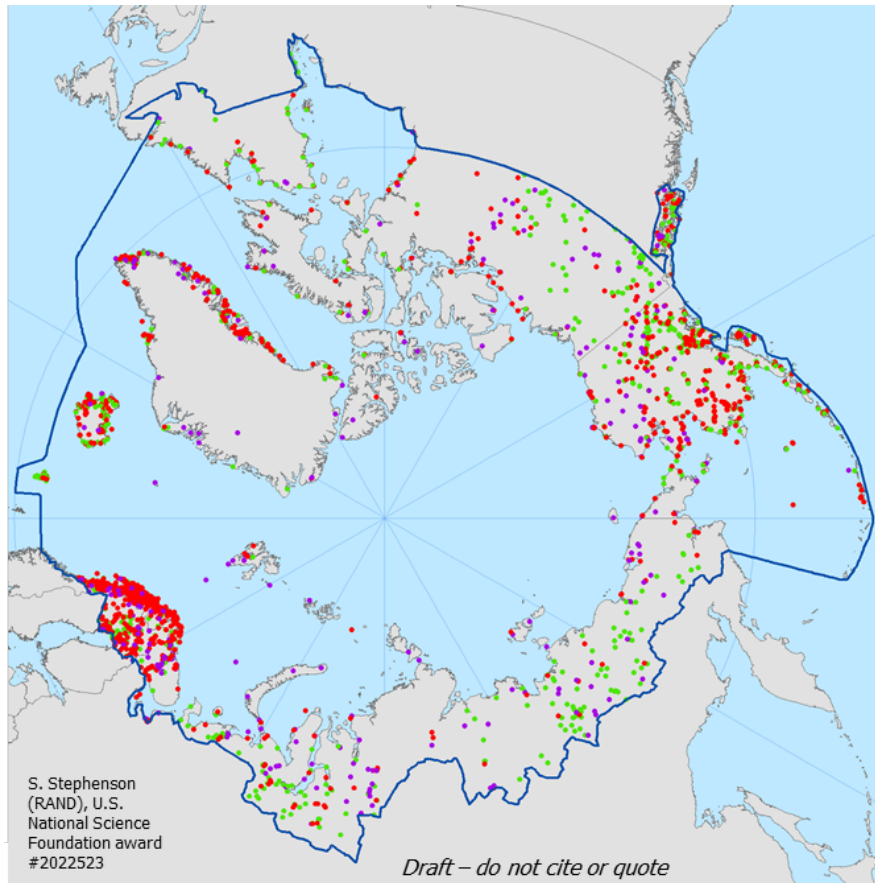 S. Stephenson
(RAND), U.S.
National Science
Foundation award
#2022523
Draft – do not cite or quote